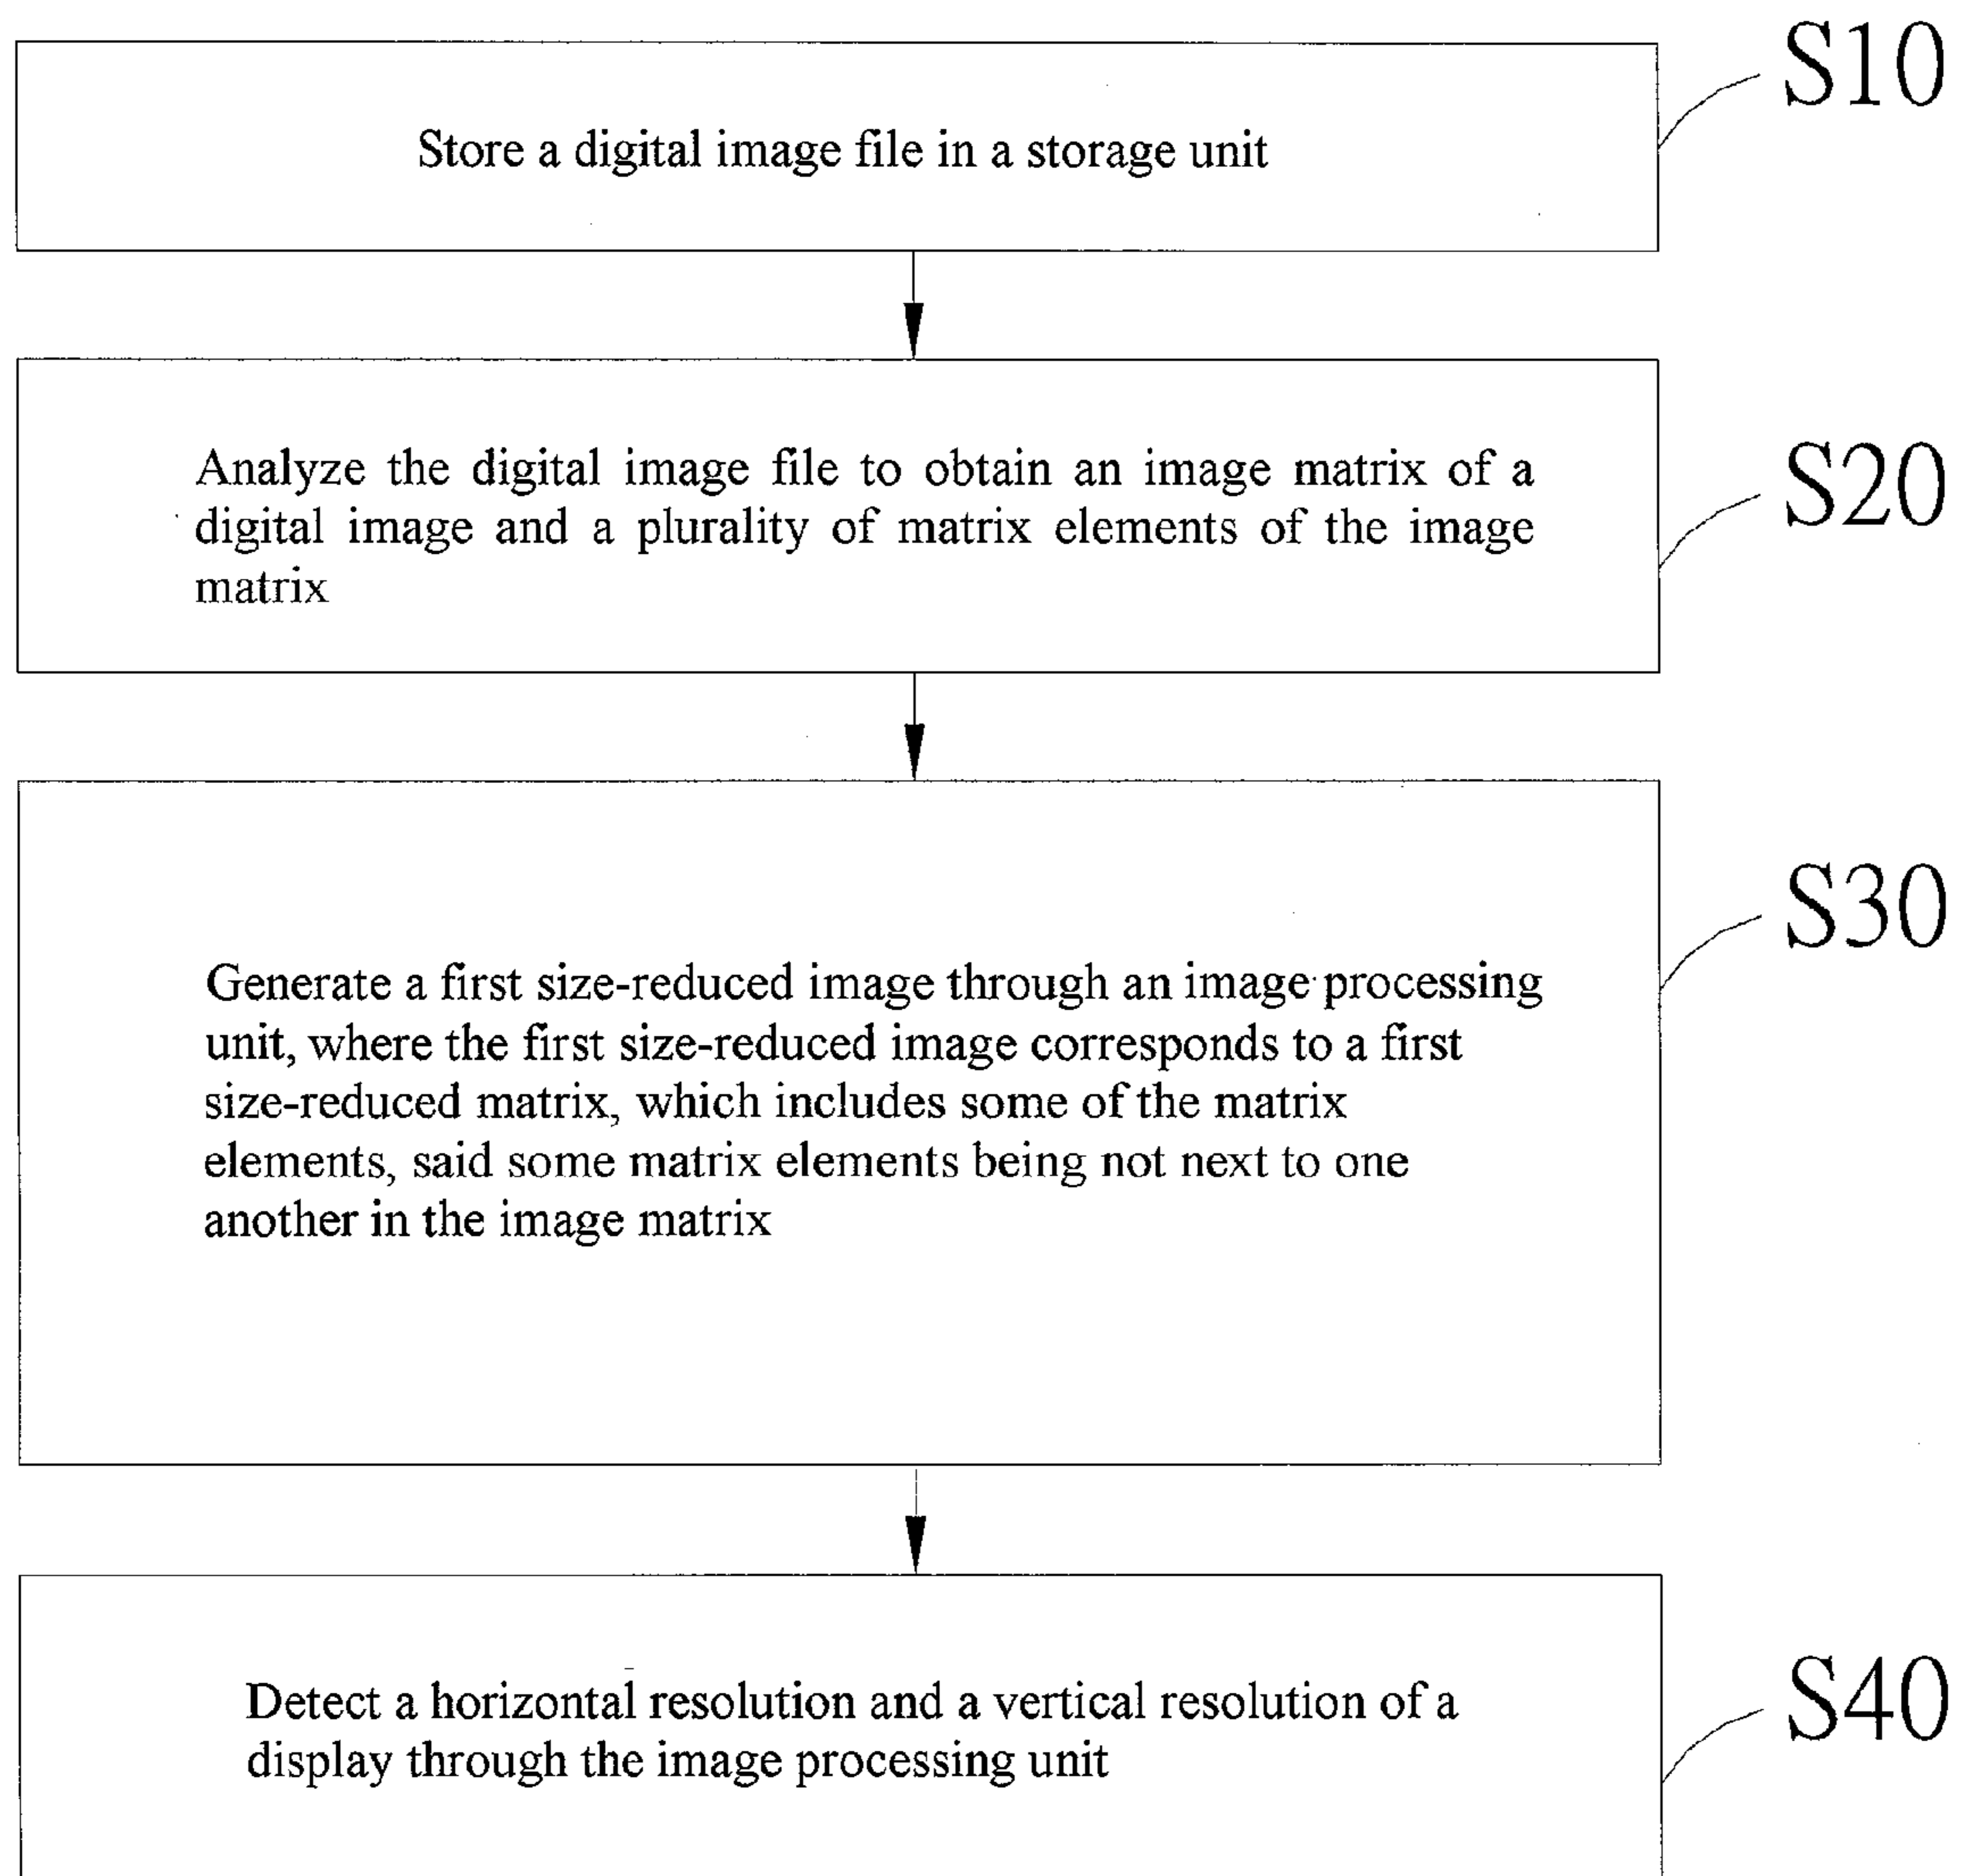 S10
Store a digital image file in a storage unit
S20
Analyze the digital image file to obtain an image matrix of a
digital image and a plurality of matrix elements of the image
matrix
S30
Generate a first size-reduced image through an image processing
unit, where the first size-reduced image corresponds to a first
size-reduced matrix, which includes some of the matrix
elements, said some matrix elements being not next to one
another in the image matrix
S40
Detect a horizontal resolution and a vertical resolution of a
display through the image processing unit